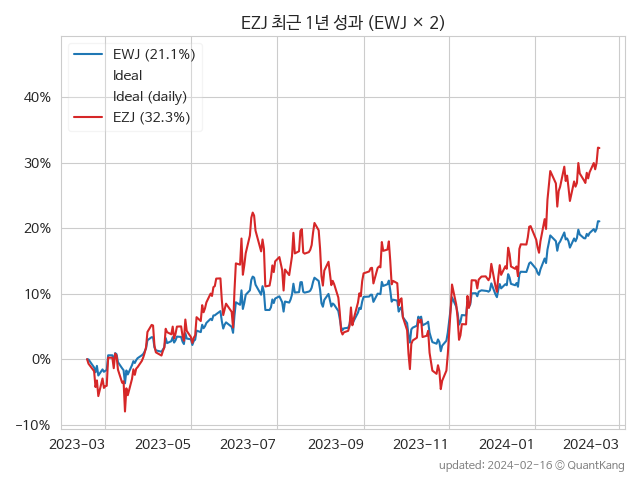 EZJ 최근 1년 성과 (EWJ × 2)
EWJ (21.1%)
Ideal
Ideal (daily)
EZJ (32.3%)
40%
30%
20%
10%
0%
−10%
2023-03 2023-05 2023-07 2023-09 2023-11 2024-01 2024-03
updated: 2024-02-16 © QuantKang